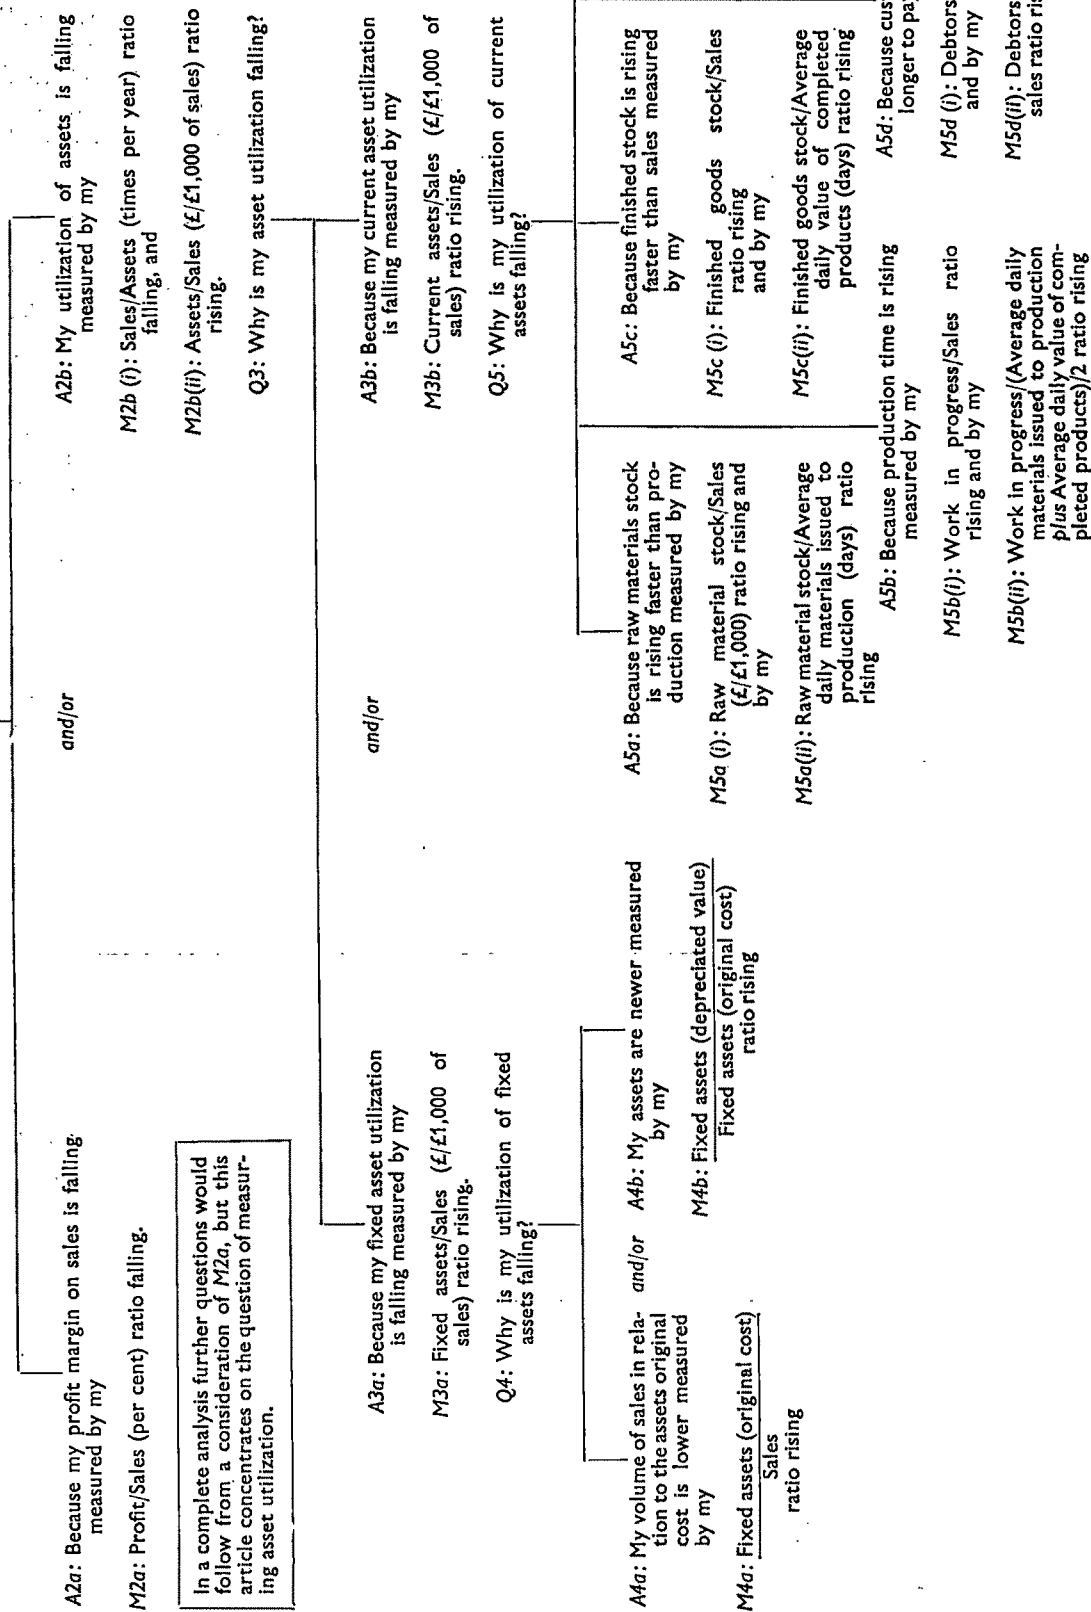 A2a: Because my profit margin on sales is falling
measured by my
M2a: Profit/Sales (per cent) ratio falling.
In a complete analysis further questions would
follow from a consideration of M2a, but this
article concentrates on the question of measur-
ing asset utilization.
and/or
A2b: My utilization of assets is falling
measured by my
M2b (i): Sales/Assets (times per year) ratio
falling, and
M2b(ii): Assets/Sales (£/£1,000 of sales) ratio
rising.
Q3: Why is my asset utilization falling?
A3a: Because my fixed asset utilization
is falling measured by my
M3a: Fixed assets/Sales (£/£1,000 of
sales) ratio rising.
Q4: Why is my utilization of fixed
assets falling?
and/or
A3b: Because my current asset utilization
is falling measured by my
M3b: Current assets/Sales (£/£1,000 of
sales) ratio rising.
Q5: Why is my utilization of current
assets falling?
A4a: My volume of sales in rela-
tion to the assets original
cost is lower measured
by my
M4a: Fixed assets (original cost)
Sales
ratio rising
and/or
A4b: My assets are newer measured
by my
M4b: Fixed assets (depreciated value)
Fixed assets (original cost)
ratio rising
A5a: Because raw materials stock
is rising faster than pro-
duction measured by my
M5a (i): Raw material stock/Sales
(£/£1,000) ratio rising and
by my
M5a(ii): Raw material stock/Average
daily materials issued to
production (days) ratio
rising
A5b: Because production time is rising
measured by my
M5b(i): Work in progress/Sales ratio
rising and by my
M5b(ii): Work in progress/(Average daily
materials issued to production
plus Average daily value of com-
pleted products)/2 ratio rising
A5c: Because finished stock is rising
faster than sales measured
by my
M5c (i): Finished goods stock/Sales
ratio rising
and by my
M5c(ii): Finished goods stock/Average
daily value of completed
products (days) ratio rising
A5d: Because
longer to
M5d (i): Debtors
and by my
M5d(ii): Debtors
sales ratio